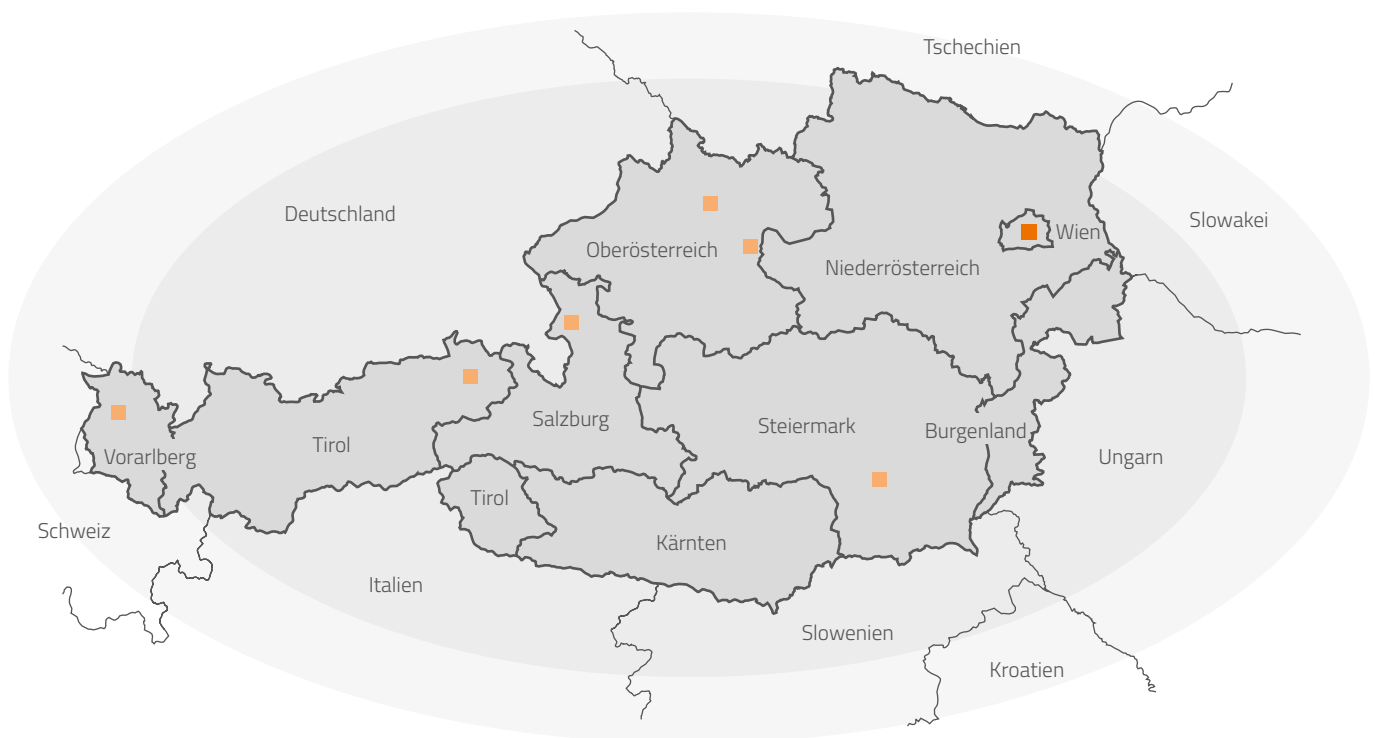 Tschechien
Deutschland
Slowakei
Wien
Oberösterreich
Niederrösterreich
Salzburg
Steiermark
Burgenland
Tirol
Vorarlberg
Ungarn
Tirol
Schweiz
Kärnten
Italien
Slowenien
Kroatien